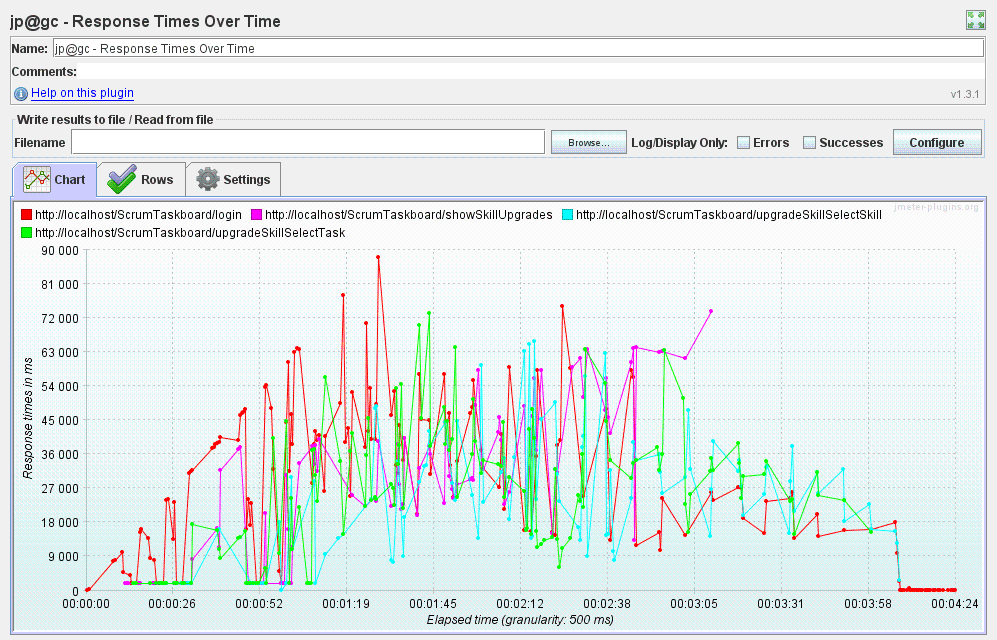 jp@gc - Response Times Over Time
Name: jp@gc - Response Times Over Time
Comments:
Help on this plugin v1.3.1
Write results to file / Read from file
Filename Browse... Log/Display Only: Errors Successes Configure
Chart Rows Settings
http://localhost/ScrumTaskboard/login http://localhost/ScrumTaskboard/showSkillUpgrades http://localhost/ScrumTaskboard/upgradeSkillSelectSkill jmeter-plugins.org
http://localhost/ScrumTaskboard/upgradeSkillSelectTask
90 000
81 000
72 000
63 000
54 000
45 000
36 000
27 000
18 000
9 000
0
Response times in ms
00:00:00 00:00:26 00:00:52 00:01:19 00:01:45 00:02:12 00:02:38 00:03:05 00:03:31 00:03:58 00:04:24
Elapsed time (granularity: 500 ms)